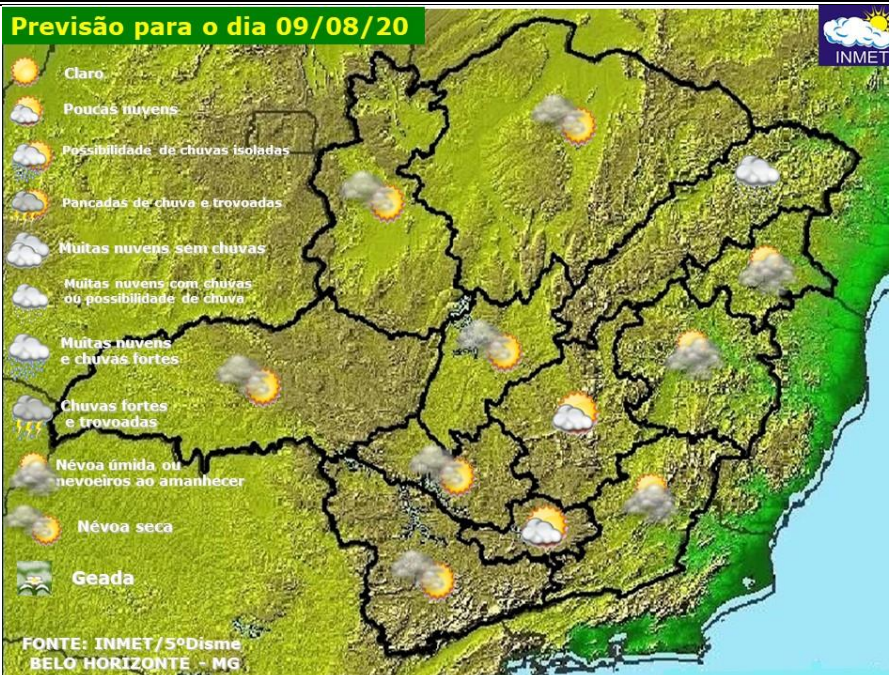 Previsão para o dia 09/08/20
INMET
Claro
Poucas nuvens
Possibilidade de chuvas isoladas
Pancadas de chuva e trovoadas
Muitas nuvens sem chuvas
Muitas nuvens com chuvas
ou possibilidade de chuva
Muitas nuvens
e chuvas fortes
Chuvas fortes
e trovoadas
Névoa úmida ou
nevoeiros ao amanhecer
Névoa seca
Geada
FONTE: INMET/5ºDisme
BELO HORIZONTE - MG